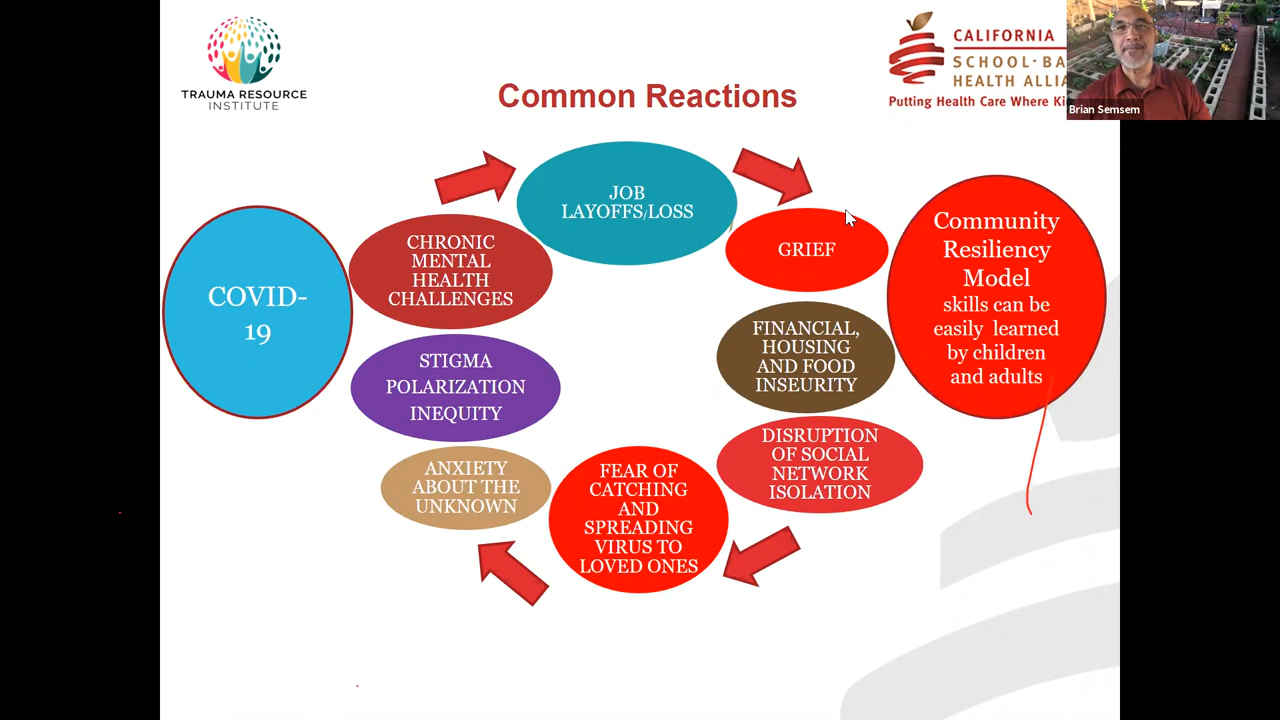 TRAUMA RESOURCE
INSTITUTE
Common Reactions
CALIFORNIA
SCHOOL-BA
HEALTH ALLIA
Putting Health Care Where Ki
Brian Semsem
COVID-
19
CHRONIC
MENTAL
HEALTH
CHALLENGES
STIGMA
POLARIZATION
INEQUITY
ANXIETY
ABOUT THE
UNKNOWN
JOB
LAYOFFS/LOSS
FEAR OF
CATCHING
AND
SPREADING
VIRUS TO
LOVED ONES
GRIEF
FINANCIAL,
HOUSING
AND FOOD
INSEURITY
DISRUPTION
OF SOCIAL
NETWORK
ISOLATION
Community
Resiliency
Model
skills can be
easily learned
by children
and adults